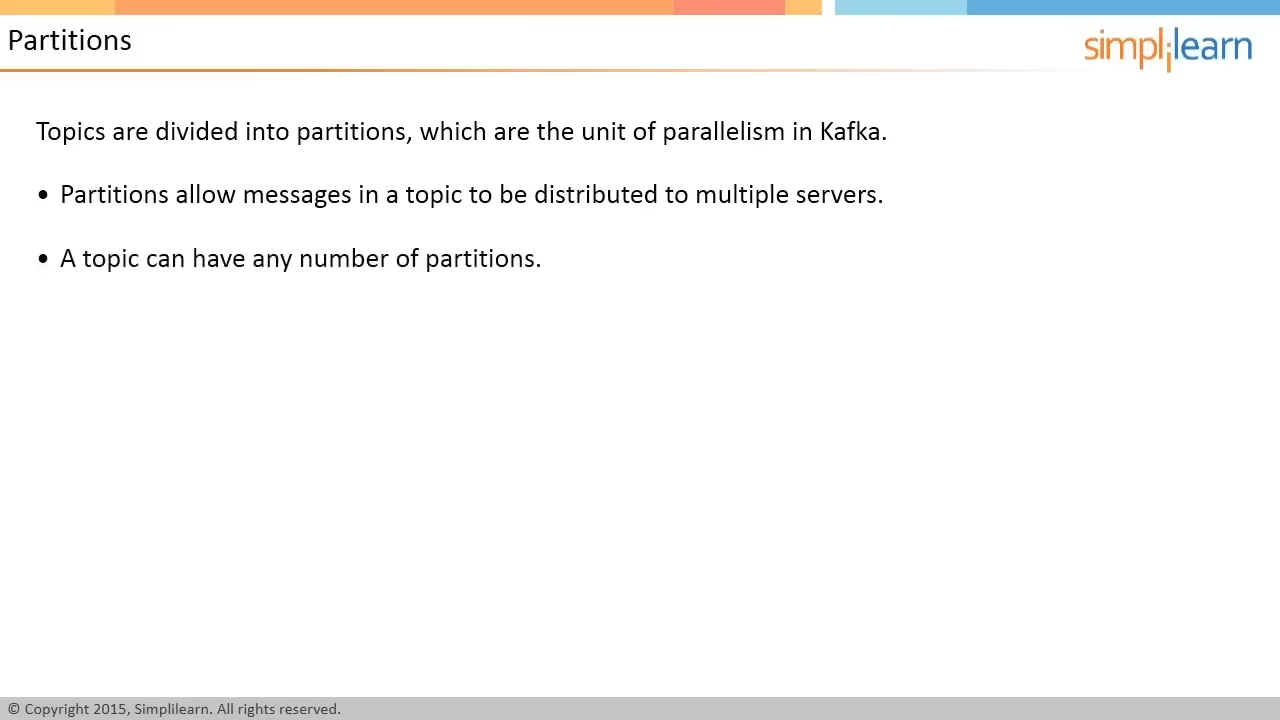 Partitions
simplilearn
Topics are divided into partitions, which are the unit of parallelism in Kafka.
• Partitions allow messages in a topic to be distributed to multiple servers.
• A topic can have any number of partitions.
© Copyright 2015, Simplilearn. All rights reserved.